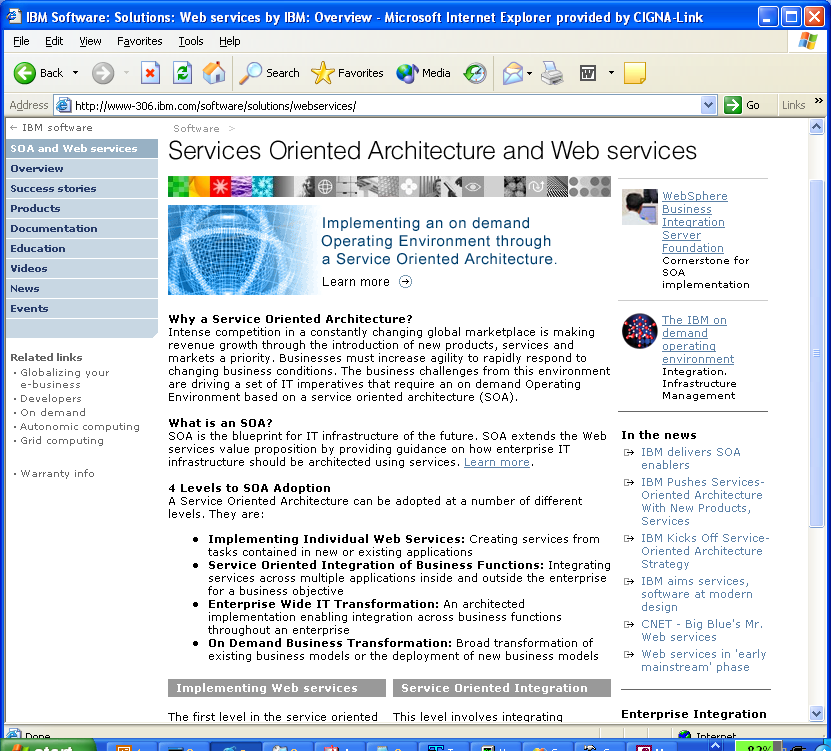 IBM Software: Solutions: Web services by IBM: Overview - Microsoft Internet Explorer provided by CIGNA-Link
File Edit View Favorites Tools Help
Back Search Favorites Media
Address http://www-306.ibm.com/software/solutions/webservices/ Go Links »
← IBM software
SOA and Web services
Overview
Success stories
Products
Documentation
Education
Videos
News
Events
Related links
• Globalizing your
e-business
• Developers
• On demand
• Autonomic computing
• Grid computing
• Warranty info
Software >
Services Oriented Architecture and Web services
Implementing an on demand
Operating Environment through
a Service Oriented Architecture.
Learn more
Why a Service Oriented Architecture?
Intense competition in a constantly changing global marketplace is making
revenue growth through the introduction of new products, services and
markets a priority. Businesses must increase agility to rapidly respond to
changing business conditions. The business challenges from this environment
are driving a set of IT imperatives that require an on demand Operating
Environment based on a service oriented architecture (SOA).
What is an SOA?
SOA is the blueprint for IT infrastructure of the future. SOA extends the Web
services value proposition by providing guidance on how enterprise IT
infrastructure should be architected using services. Learn more.
4 Levels to SOA Adoption
A Service Oriented Architecture can be adopted at a number of different
levels. They are:
• Implementing Individual Web Services: Creating services from
tasks contained in new or existing applications
• Service Oriented Integration of Business Functions: Integrating
services across multiple applications inside and outside the enterprise
for a business objective
• Enterprise Wide IT Transformation: An architected
implementation enabling integration across business functions
throughout an enterprise
• On Demand Business Transformation: Broad transformation of
existing business models or the deployment of new business models
Implementing Web services
The first level in the service oriented
Service Oriented Integration
This level involves integrating
WebSphere
Business
Integration
Server
Foundation
Cornerstone for
SOA
implementation
The IBM on
demand
operating
environment
Integration.
Infrastructure
Management
In the news
IBM delivers SOA
enablers
IBM Pushes Services-
Oriented Architecture
With New Products,
Services
IBM Kicks Off Service-
Oriented Architecture
Strategy
IBM aims services,
software at modern
design
CNET - Big Blue's Mr.
Web services
Web services in 'early
mainstream' phase
Enterprise Integration
Done
Internet
start
82%